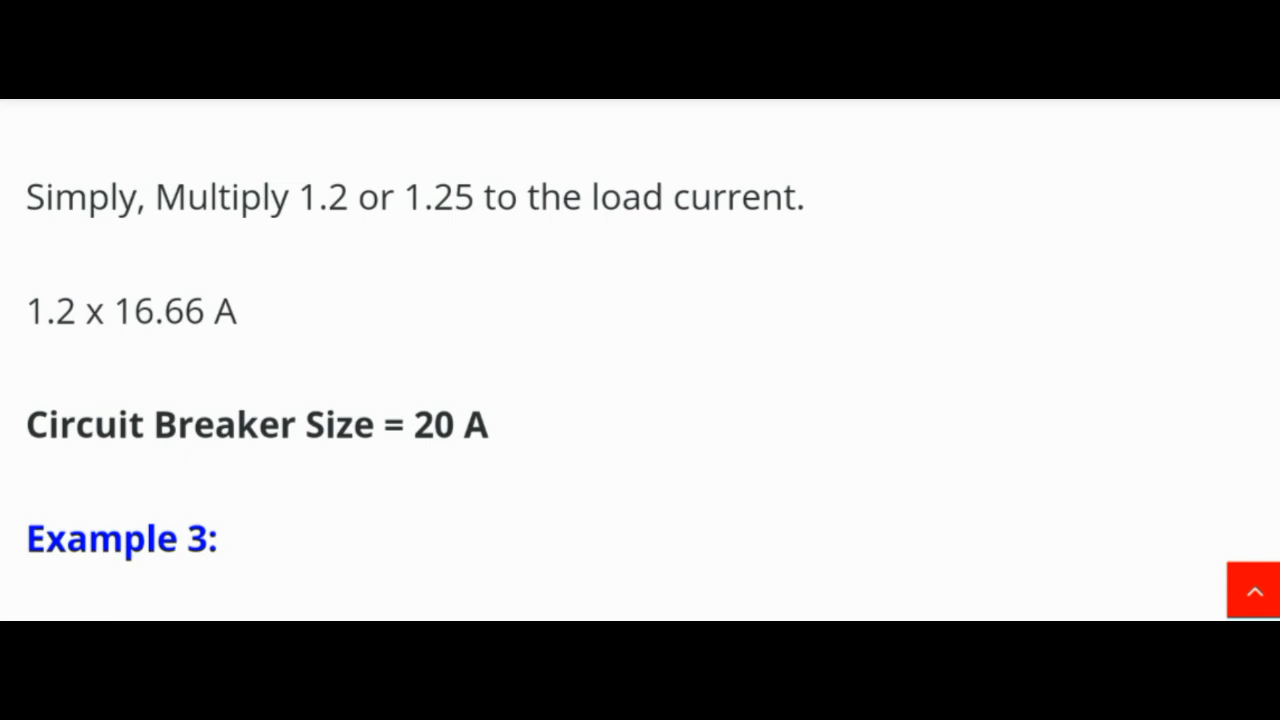 Simply, Multiply 1.2 or 1.25 to the load current.
1.2 x 16.66 A
Circuit Breaker Size = 20 A
Example 3: